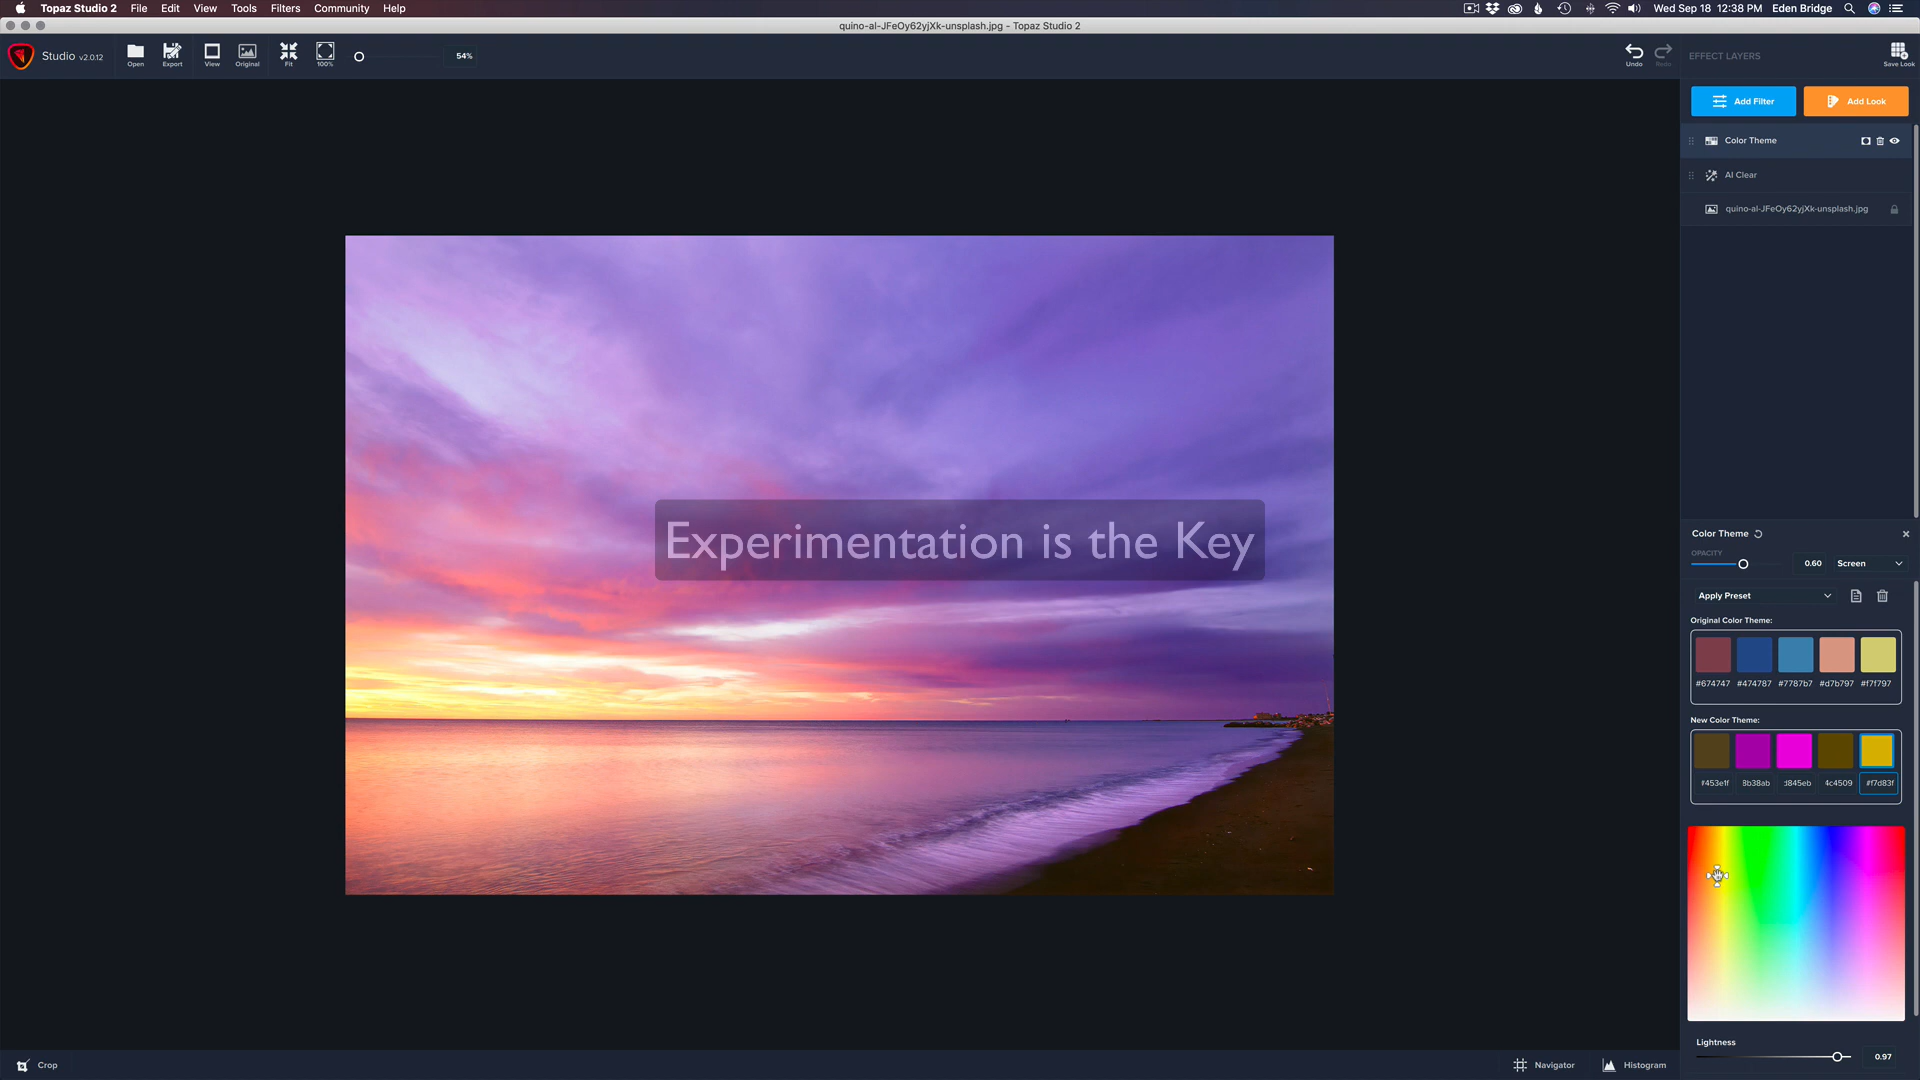 Topaz Studio 2 File Edit View Tools Filters Community Help
Wed Sep 18 12:38 PM Eden Bridge
quino-al-JFeOy62yjXk-unsplash.jpg - Topaz Studio 2
Studio v2.0.12
Open
Export
View
Original
Fit
100%
54%
Undo
Redo
EFFECT LAYERS
Save Look
Add Filter
Add Look
Color Theme
AI Clear
quino-al-JFeOy62yjXk-unsplash.jpg
Experimentation is the Key
Color Theme
OPACITY
0.60
Screen
Apply Preset
Original Color Theme:
#674747 #474787 #7787b7 #d7b797 #f7f797
New Color Theme:
#453e1f 8b38ab d845eb 4c4509 #f7d83f
Lightness
0.97
Crop
Navigator
Histogram